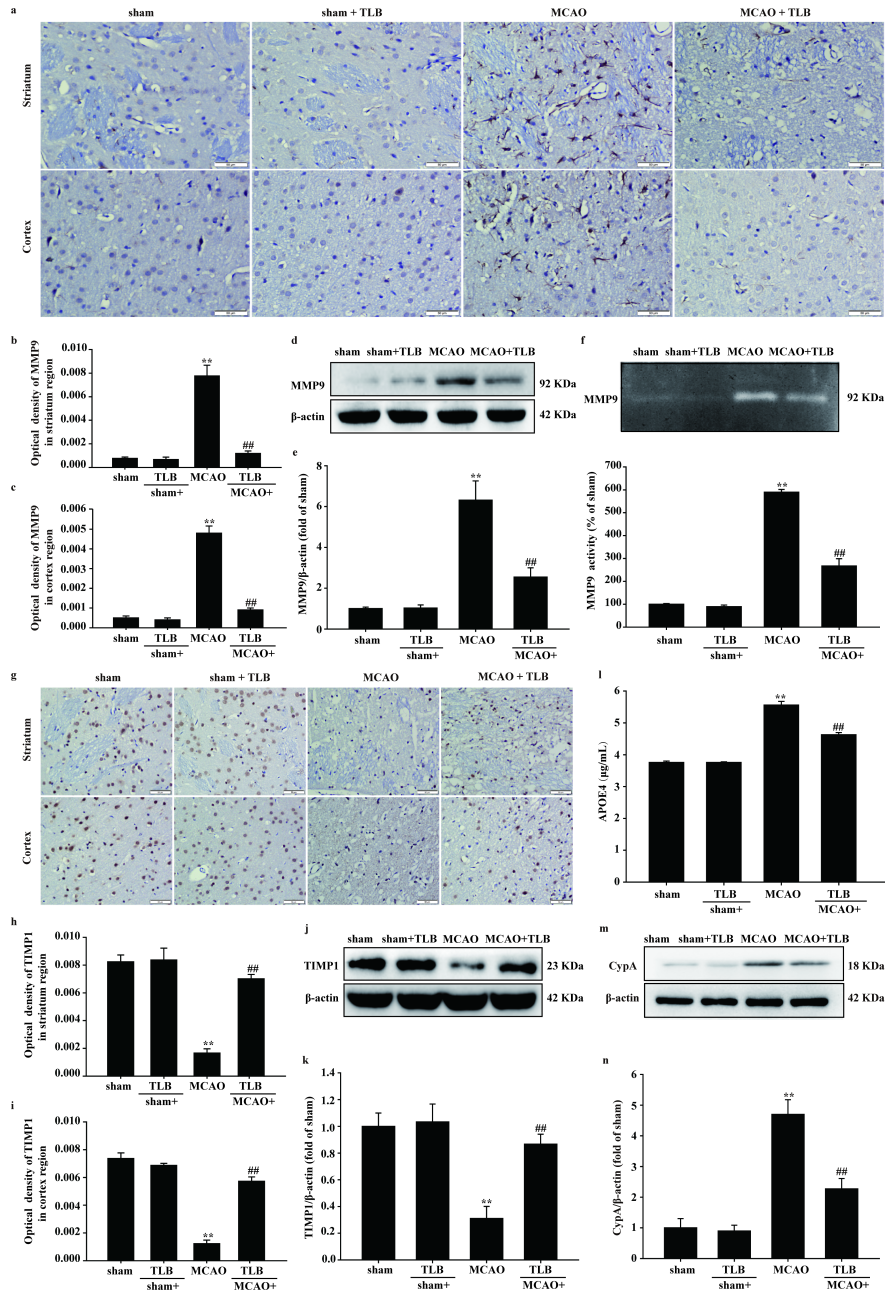 a
sham
sham + TLB
MCAO
MCAO + TLB
Striatum
Cortex
b
Optical density of MMP9
in striatum region
0.010
0.008
0.006
0.004
0.002
0.000
**
##
sham
TLB
MCAO
TLB
sham+
MCAO+
c
Optical density of MMP9
in cortex region
0.006
0.005
0.004
0.003
0.002
0.001
0.000
**
##
sham
TLB
MCAO
TLB
sham+
MCAO+
d
sham
sham+TLB
MCAO
MCAO+TLB
MMP9
92 KDa
β-actin
42 KDa
e
MMP9/β-actin (fold of sham)
8
6
4
2
0
**
##
sham
TLB
MCAO
TLB
sham+
MCAO+
f
sham
sham+TLB
MCAO
MCAO+TLB
MMP9
92 KDa
MMP9 activity (% of sham)
700
600
500
400
300
200
100
0
**
##
sham
TLB
MCAO
TLB
sham+
MCAO+
g
sham
sham + TLB
MCAO
MCAO + TLB
Striatum
Cortex
l
APOE4 (μg/mL)
7
6
5
4
3
2
1
0
**
##
sham
TLB
MCAO
TLB
sham+
MCAO+
h
Optical density of TIMP1
in striatum region
0.010
0.008
0.006
0.004
0.002
0.000
**
##
sham
TLB
MCAO
TLB
sham+
MCAO+
i
Optical density of TIMP1
in cortex region
0.010
0.008
0.006
0.004
0.002
0.000
**
##
sham
TLB
MCAO
TLB
sham+
MCAO+
j
sham
sham+TLB
MCAO
MCAO+TLB
TIMP1
23 KDa
β-actin
42 KDa
k
TIMP1/β-actin (fold of sham)
1.4
1.2
1.0
0.8
0.6
0.4
0.2
0.0
**
##
sham
TLB
MCAO
TLB
sham+
MCAO+
m
sham
sham+TLB
MCAO
MCAO+TLB
CypA
18 KDa
β-actin
42 KDa
n
CypA/β-actin (fold of sham)
6
5
4
3
2
1
0
**
##
sham
TLB
MCAO
TLB
sham+
MCAO+